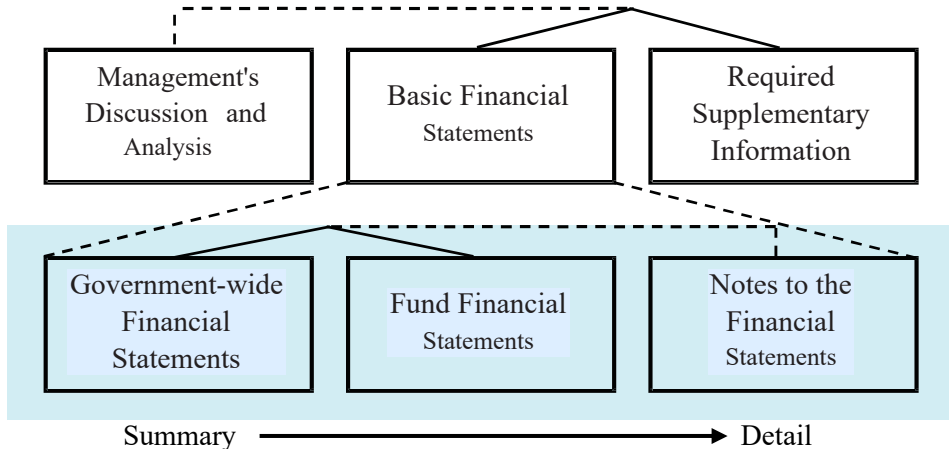 Management's
Discussion and
Analysis
Basic Financial
Statements
Required
Supplementary
Information
Government-wide
Financial
Statements
Fund Financial
Statements
Notes to the
Financial
Statements
Summary
Detail